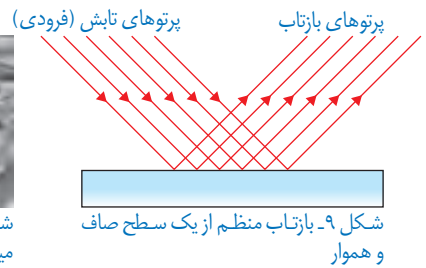 پرتوهای بازتاب
پرتوهای تابش (فرودی)
شکل ۹ـ بازتاب منظم از یک سطح صاف
و هموار